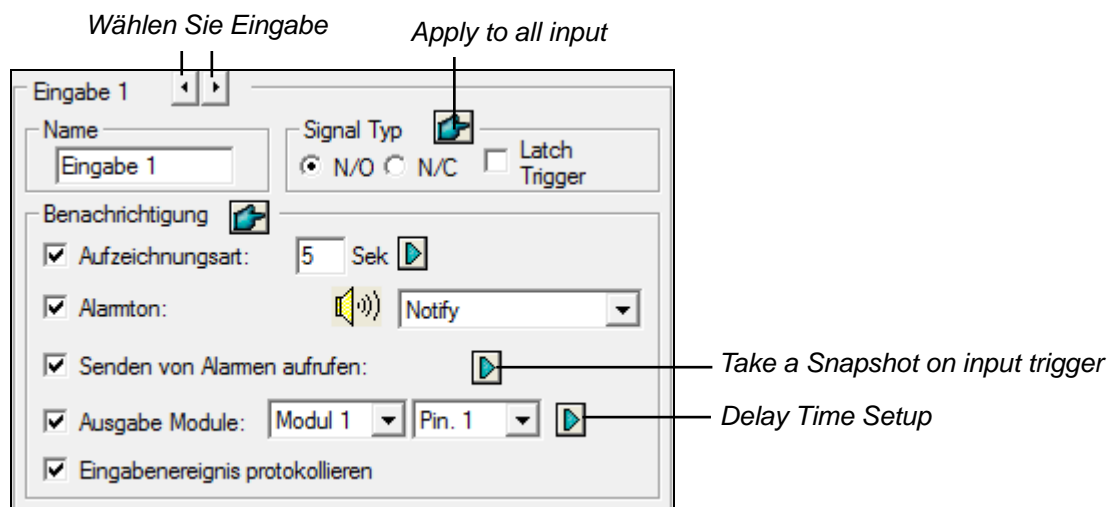 Wählen Sie Eingabe
Apply to all input
Eingabe 1
Name
Signal Typ
Eingabe 1
N/O
N/C
Latch
Trigger
Benachrichtigung
Aufzeichnungsart:
5
Sek
Alarmton:
Notify
Senden von Alarmen aufrufen:
Take a Snapshot on input trigger
Ausgabe Module:
Modul 1
Pin. 1
Delay Time Setup
Eingabenereignis protokollieren